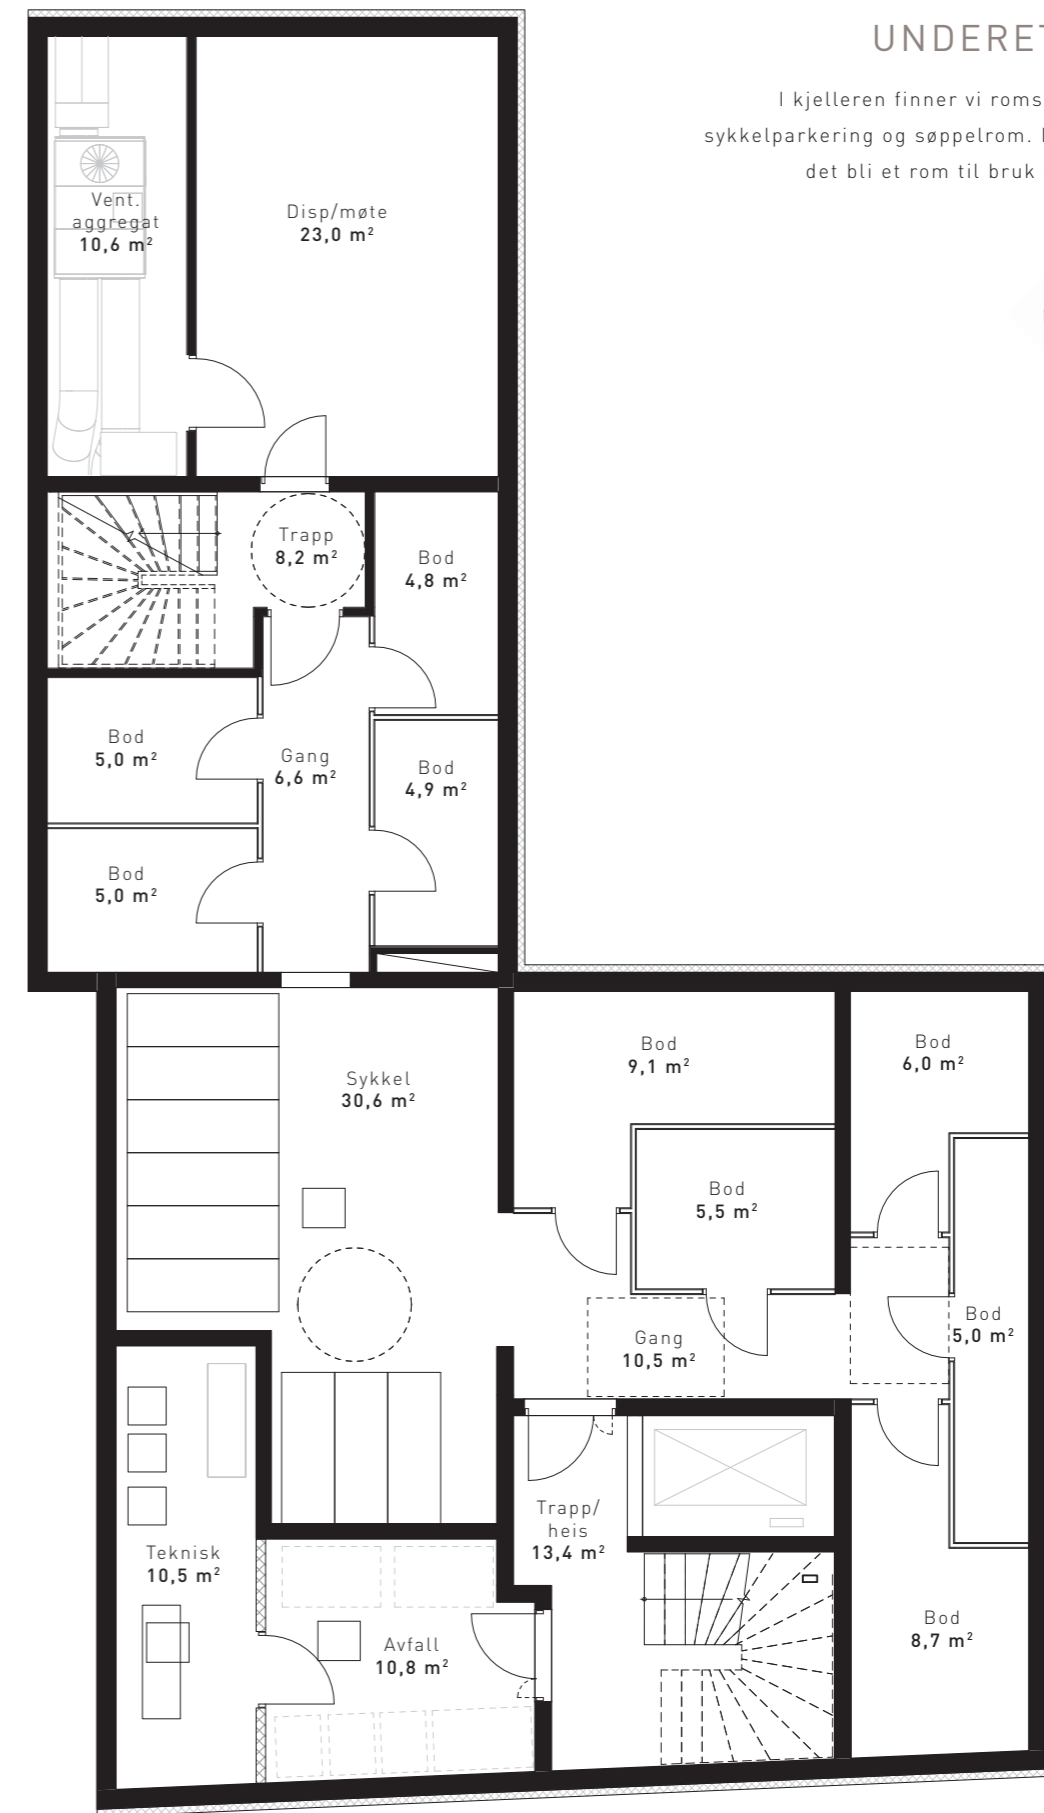 UNDERE
I kjelleren finner vi roms
sykkelparkering og søppelrom.
det bli et rom til bruk
Vent.
aggregat
10,6 m²
Disp/møte
23,0 m²
Trapp
8,2 m²
Bod
4,8 m²
Bod
5,0 m²
Gang
6,6 m²
Bod
4,9 m²
Bod
5,0 m²
Sykkel
30,6 m²
Bod
9,1 m²
Bod
6,0 m²
Bod
5,5 m²
Gang
10,5 m²
Bod
5,0 m²
Trapp/
heis
13,4 m²
Teknisk
10,5 m²
Avfall
10,8 m²
Bod
8,7 m²